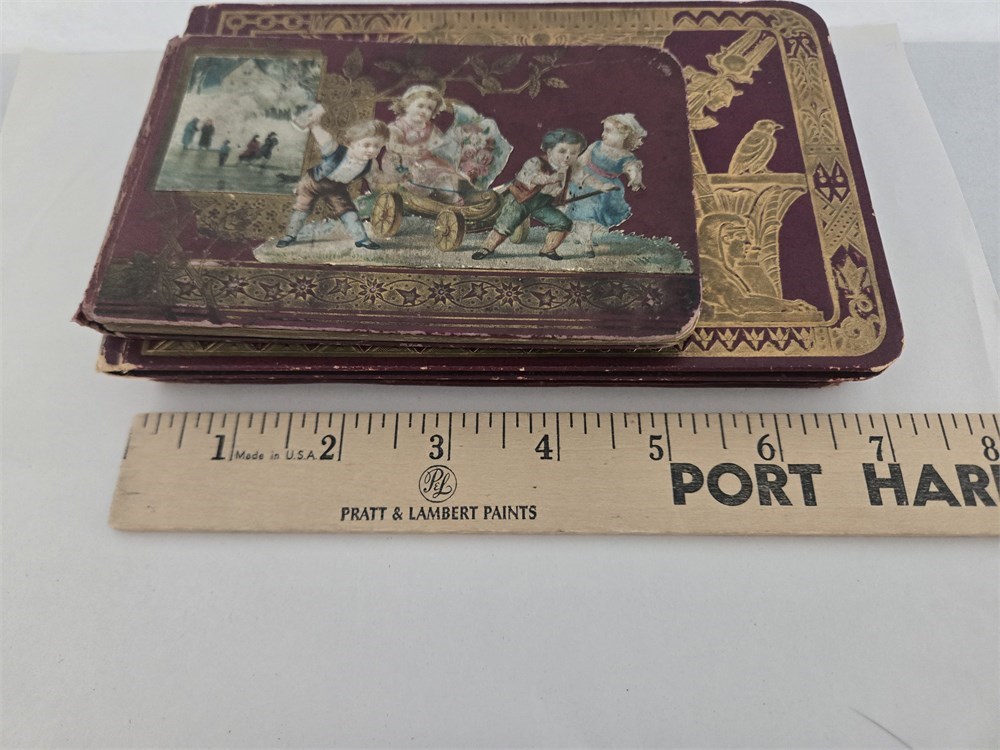 1 2 3 4 5 6 7 8
Made in U.S.A.
P&L
PRATT & LAMBERT PAINTS
PORT HAR